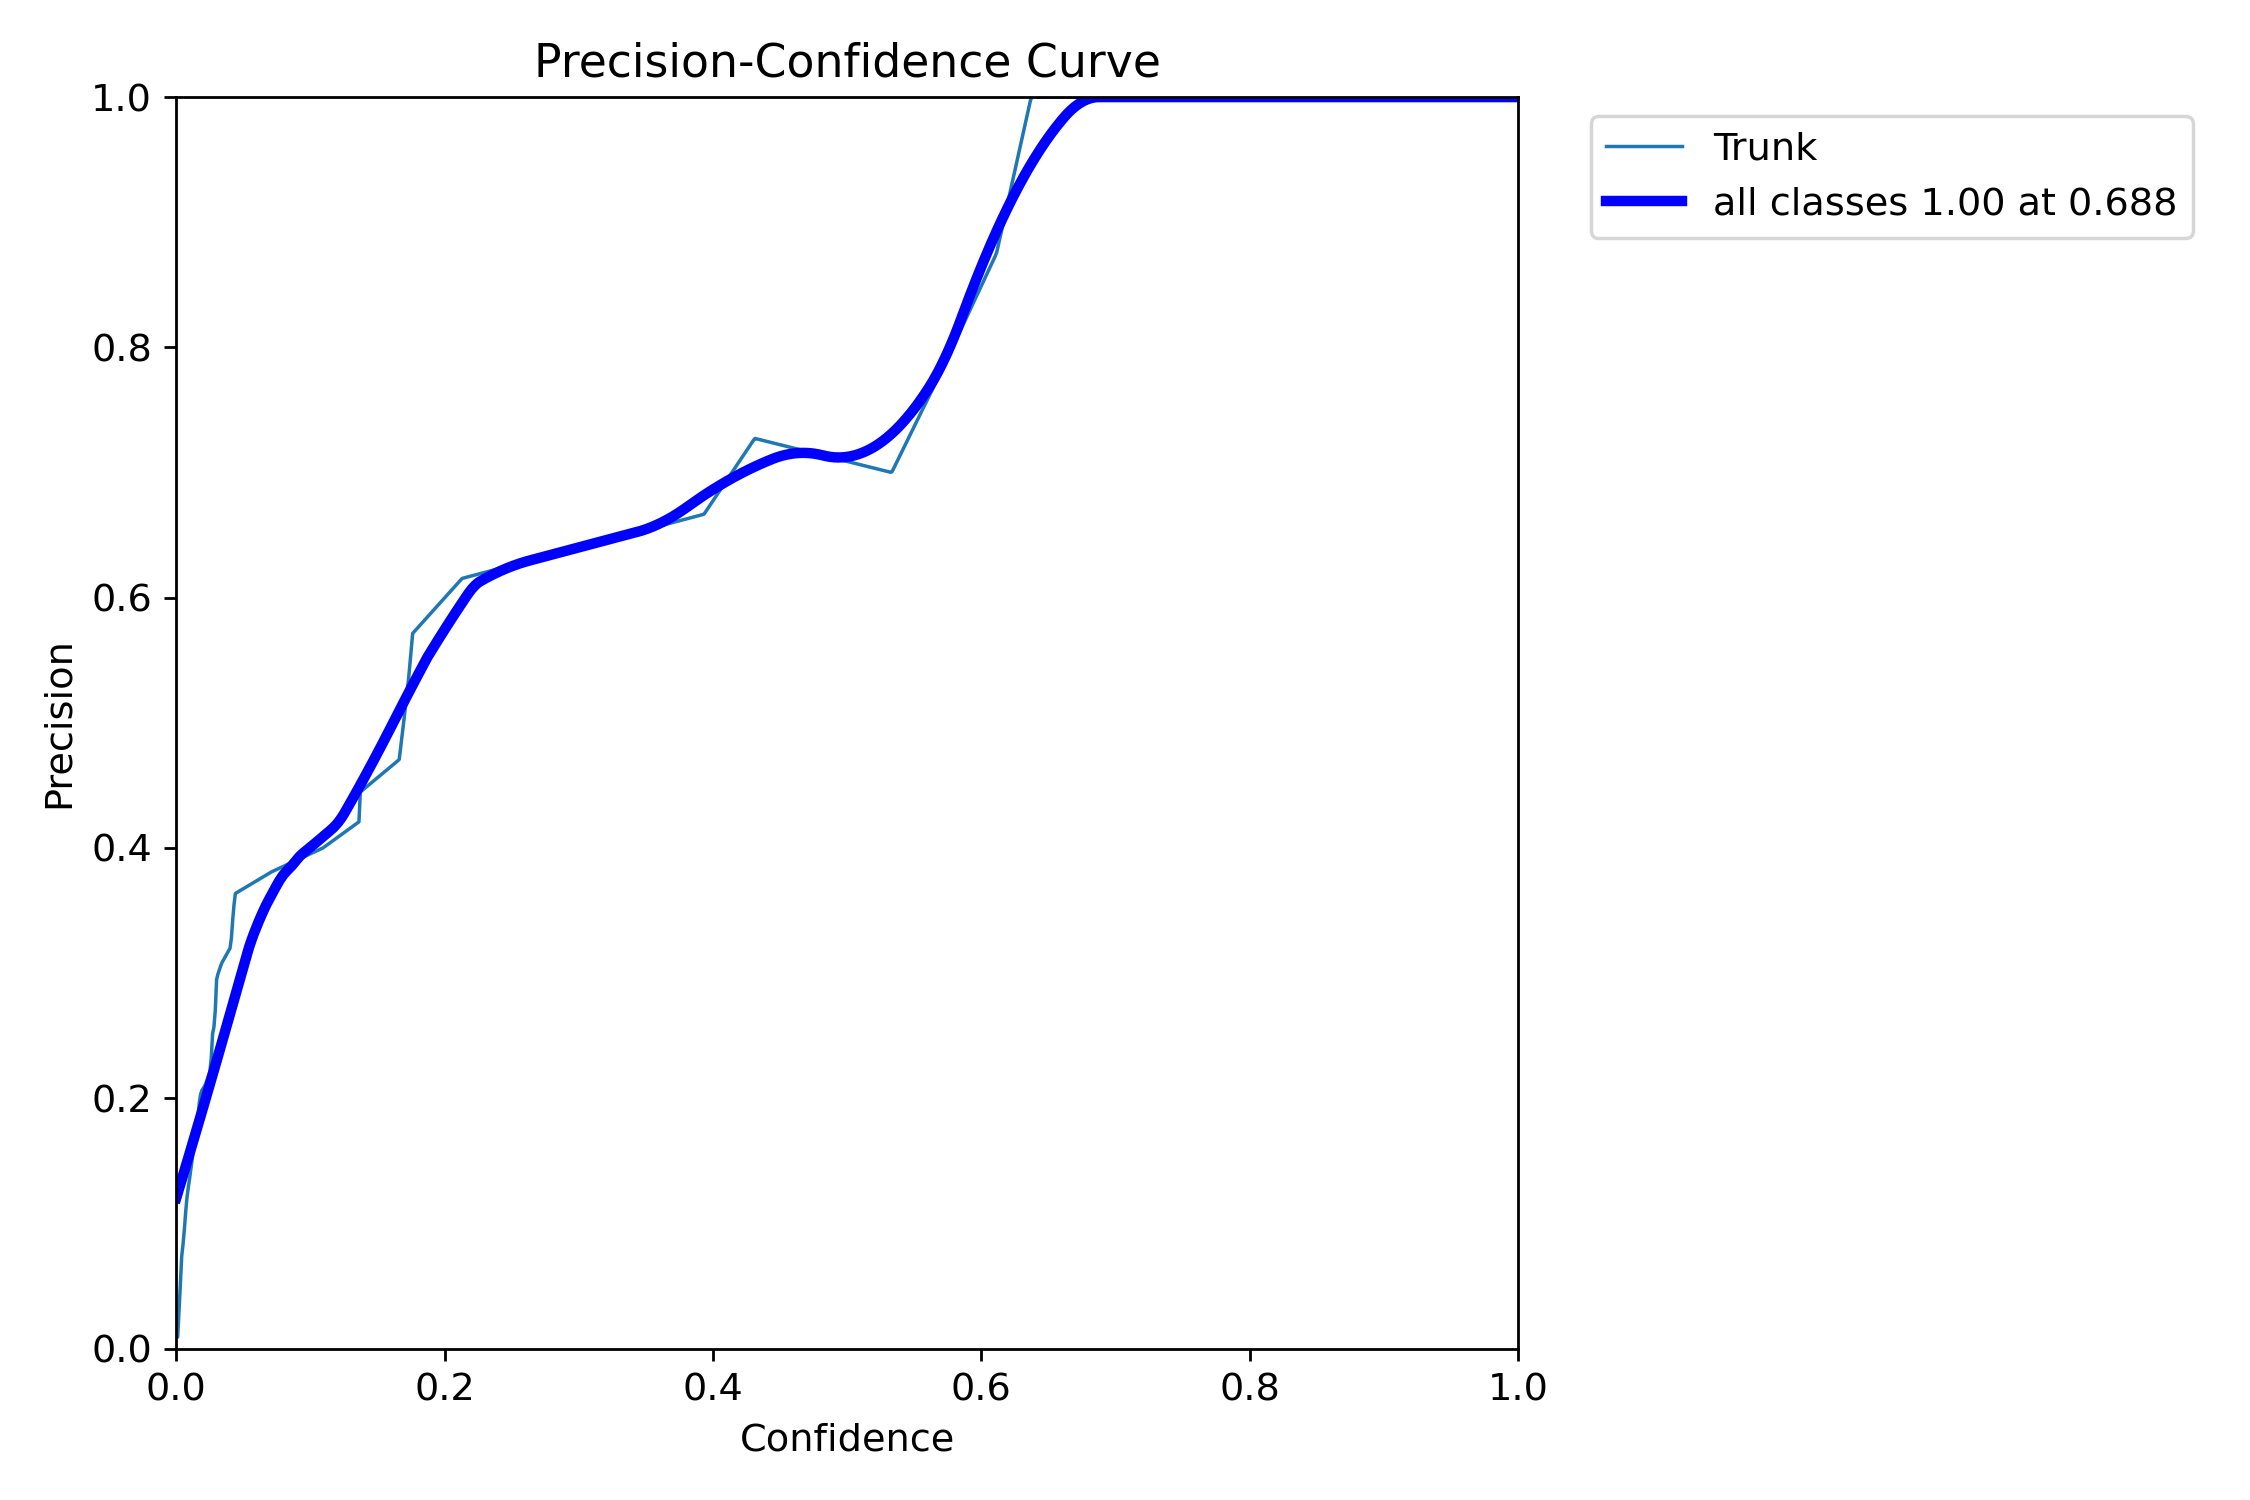 Precision-Confidence Curve
1.0
0.8
0.6
0.4
0.2
0.0
Precision
0.0 0.2 0.4 0.6 0.8 1.0
Confidence
Trunk
all classes 1.00 at 0.688